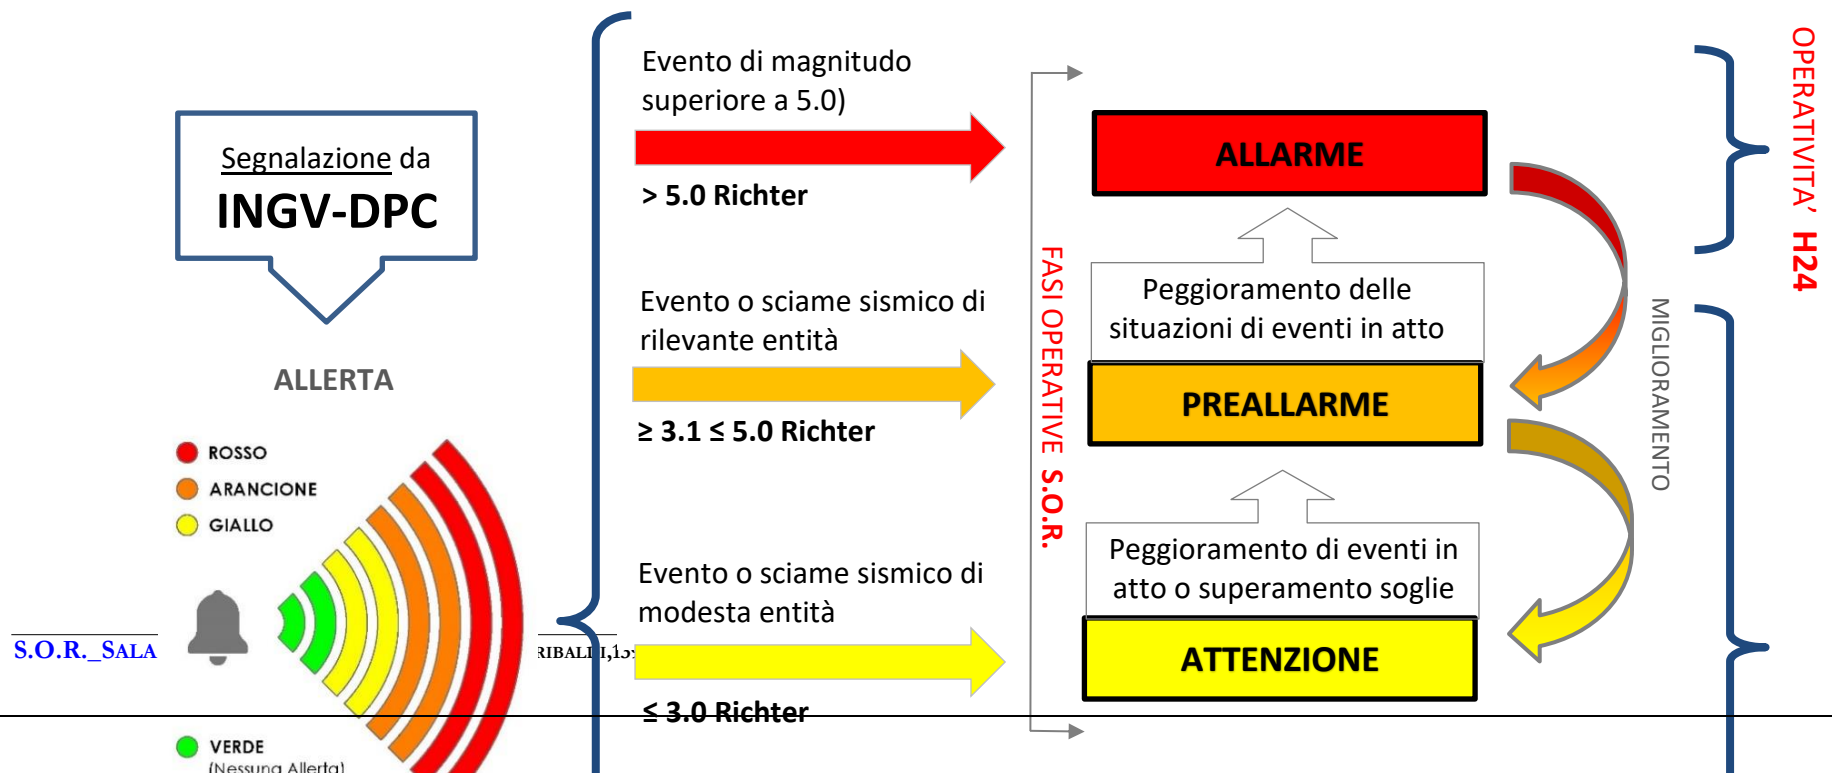 Segnalazione da
INGV-DPC
ALLERTA
ROSSO
ARANCIONE
GIALLO
VERDE
(Nessuna Allerta)
S.O.R._SALA
Evento di magnitudo
superiore a 5.0)
> 5.0 Richter
Evento o sciame sismico di
rilevante entità
≥ 3.1 ≤ 5.0 Richter
Evento o sciame sismico di
modesta entità
≤ 3.0 Richter
FASI OPERATIVE S.O.R.
ALLARME
Peggioramento delle
situazioni di eventi in atto
PREALLARME
Peggioramento di eventi in
atto o superamento soglie
ATTENZIONE
MIGLIORAMENTO
OPERATIVITA' H24